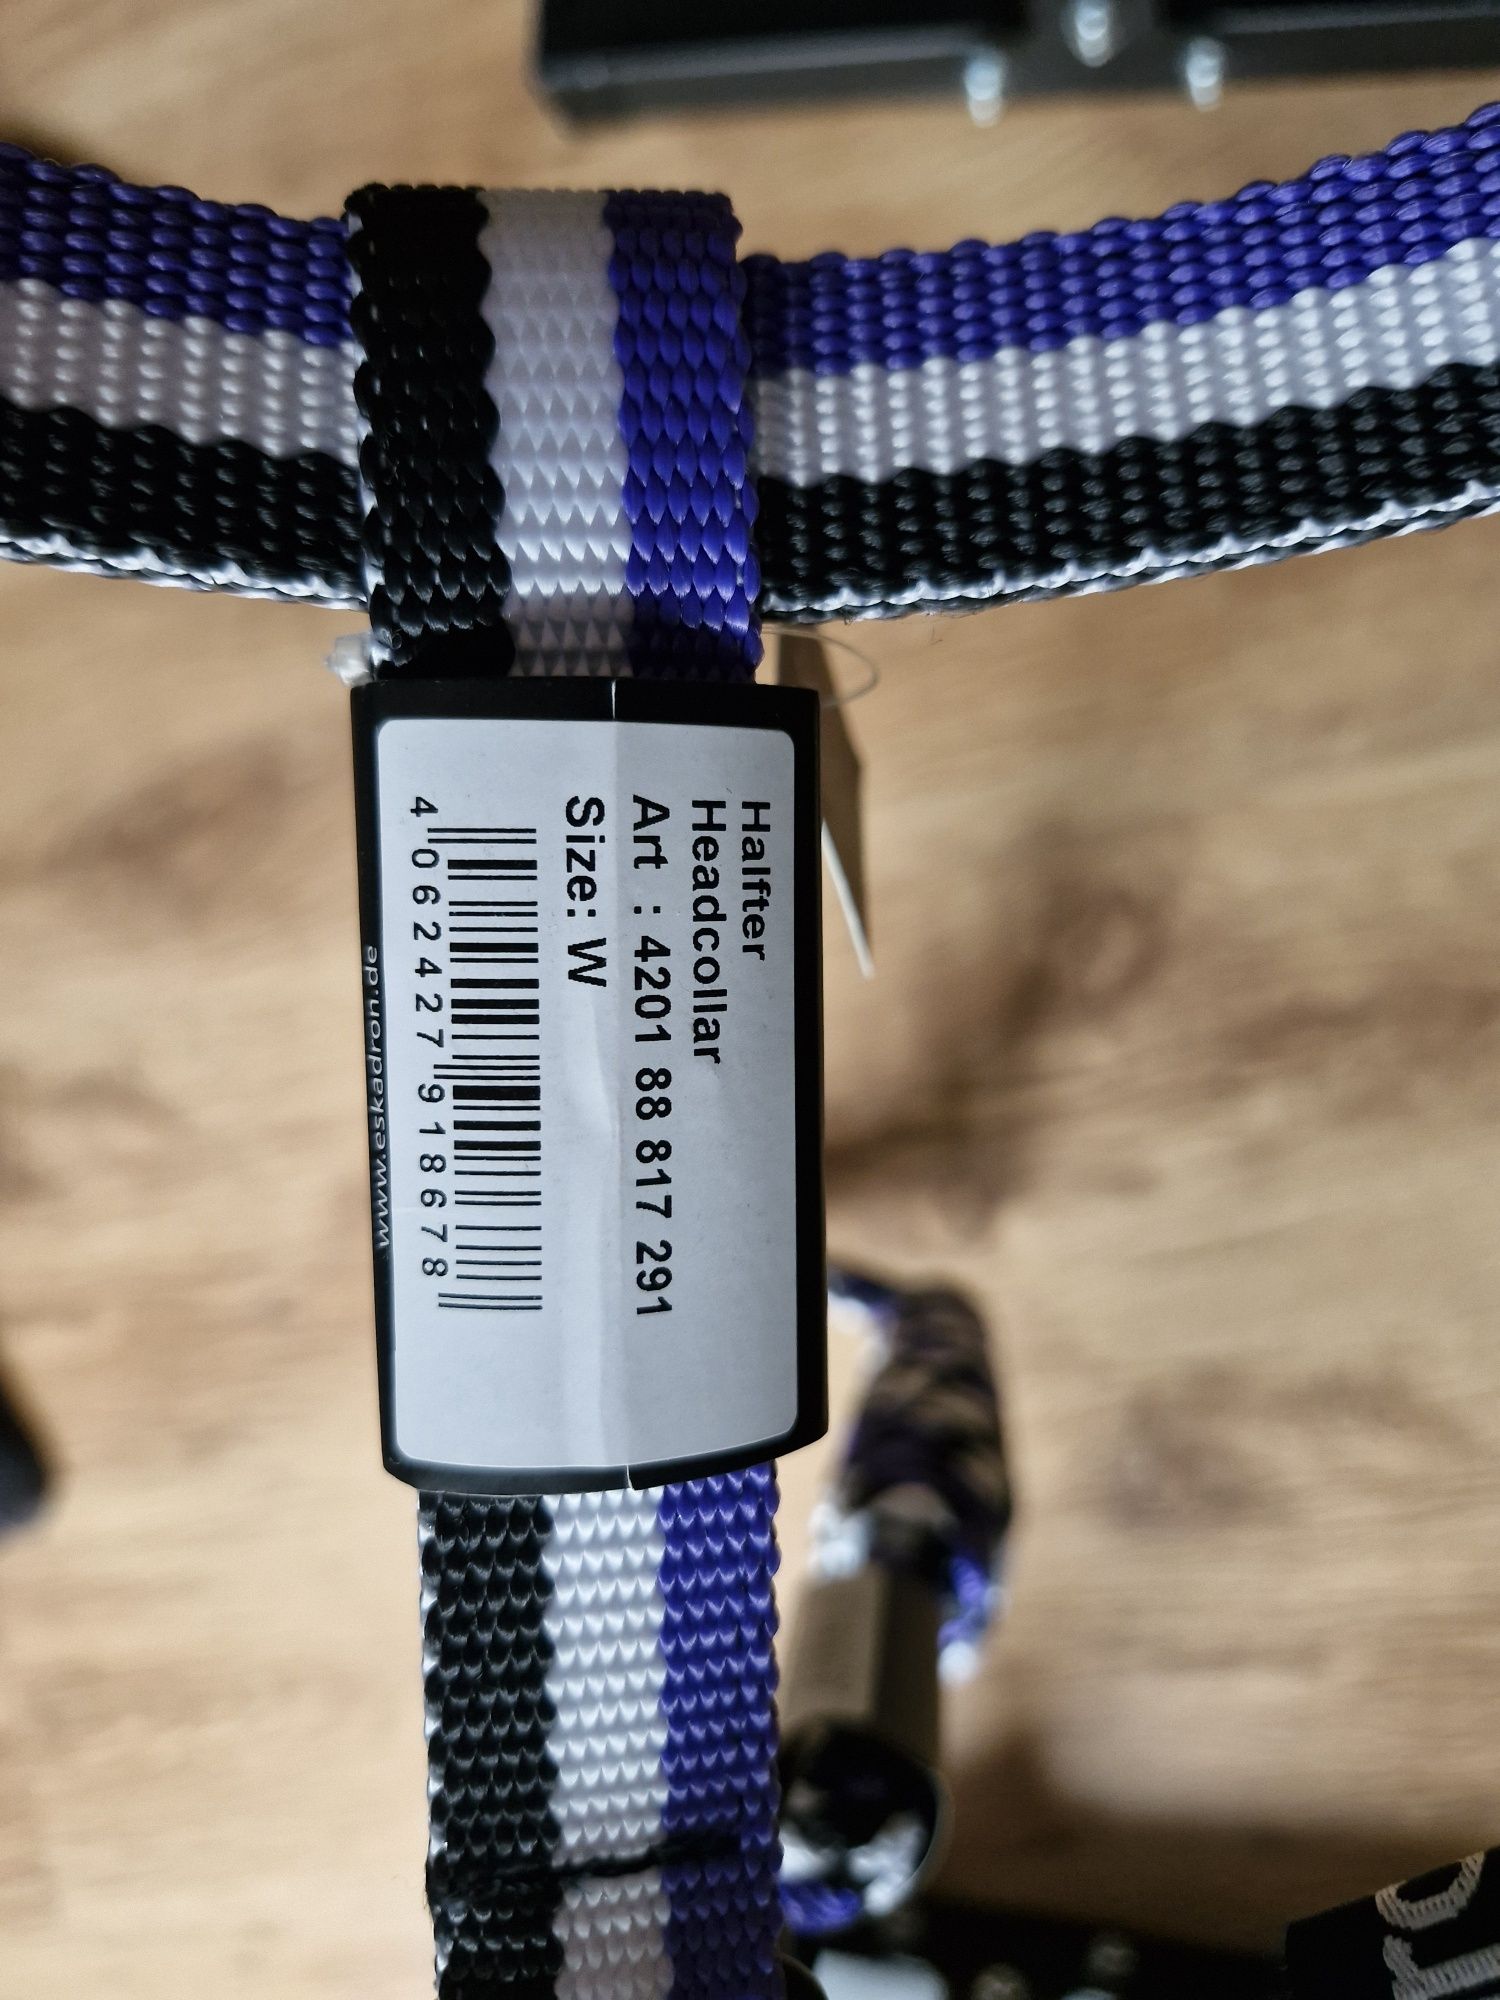 Halfter
Headcollar
Art : 4201 88 817 291
Size: W
4 062427 918678
www.eskadron.de